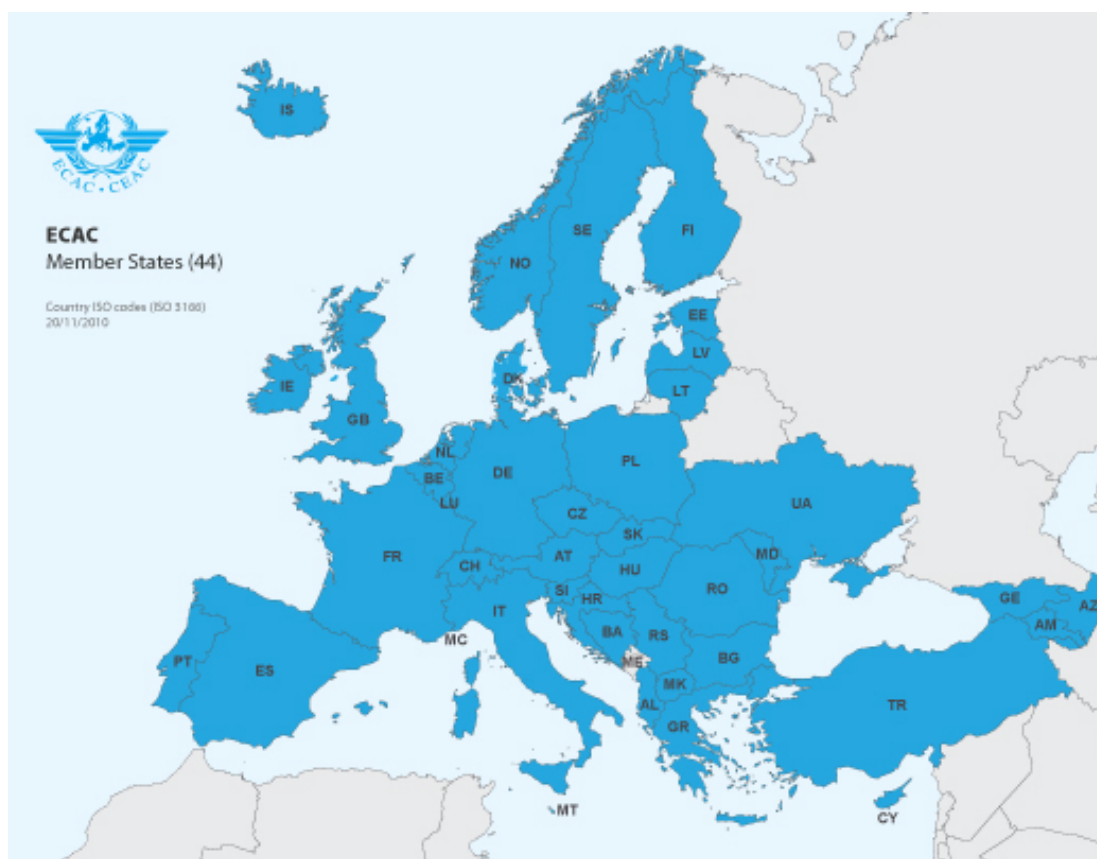 ECAC • CEAC
ECAC
Member States (44)
Country ISO codes (ISO 3166)
20/11/2010
IS
SE
FI
NO
EE
LV
DK
LT
IE
GB
NL
PL
BE
DE
LU
UA
CZ
SK
FR
CH
AT
MD
HU
SI
HR
RO
GE
AZ
IT
AM
MC
BA
RS
PT
ES
ME
BG
MK
AL
TR
GR
MT
CY